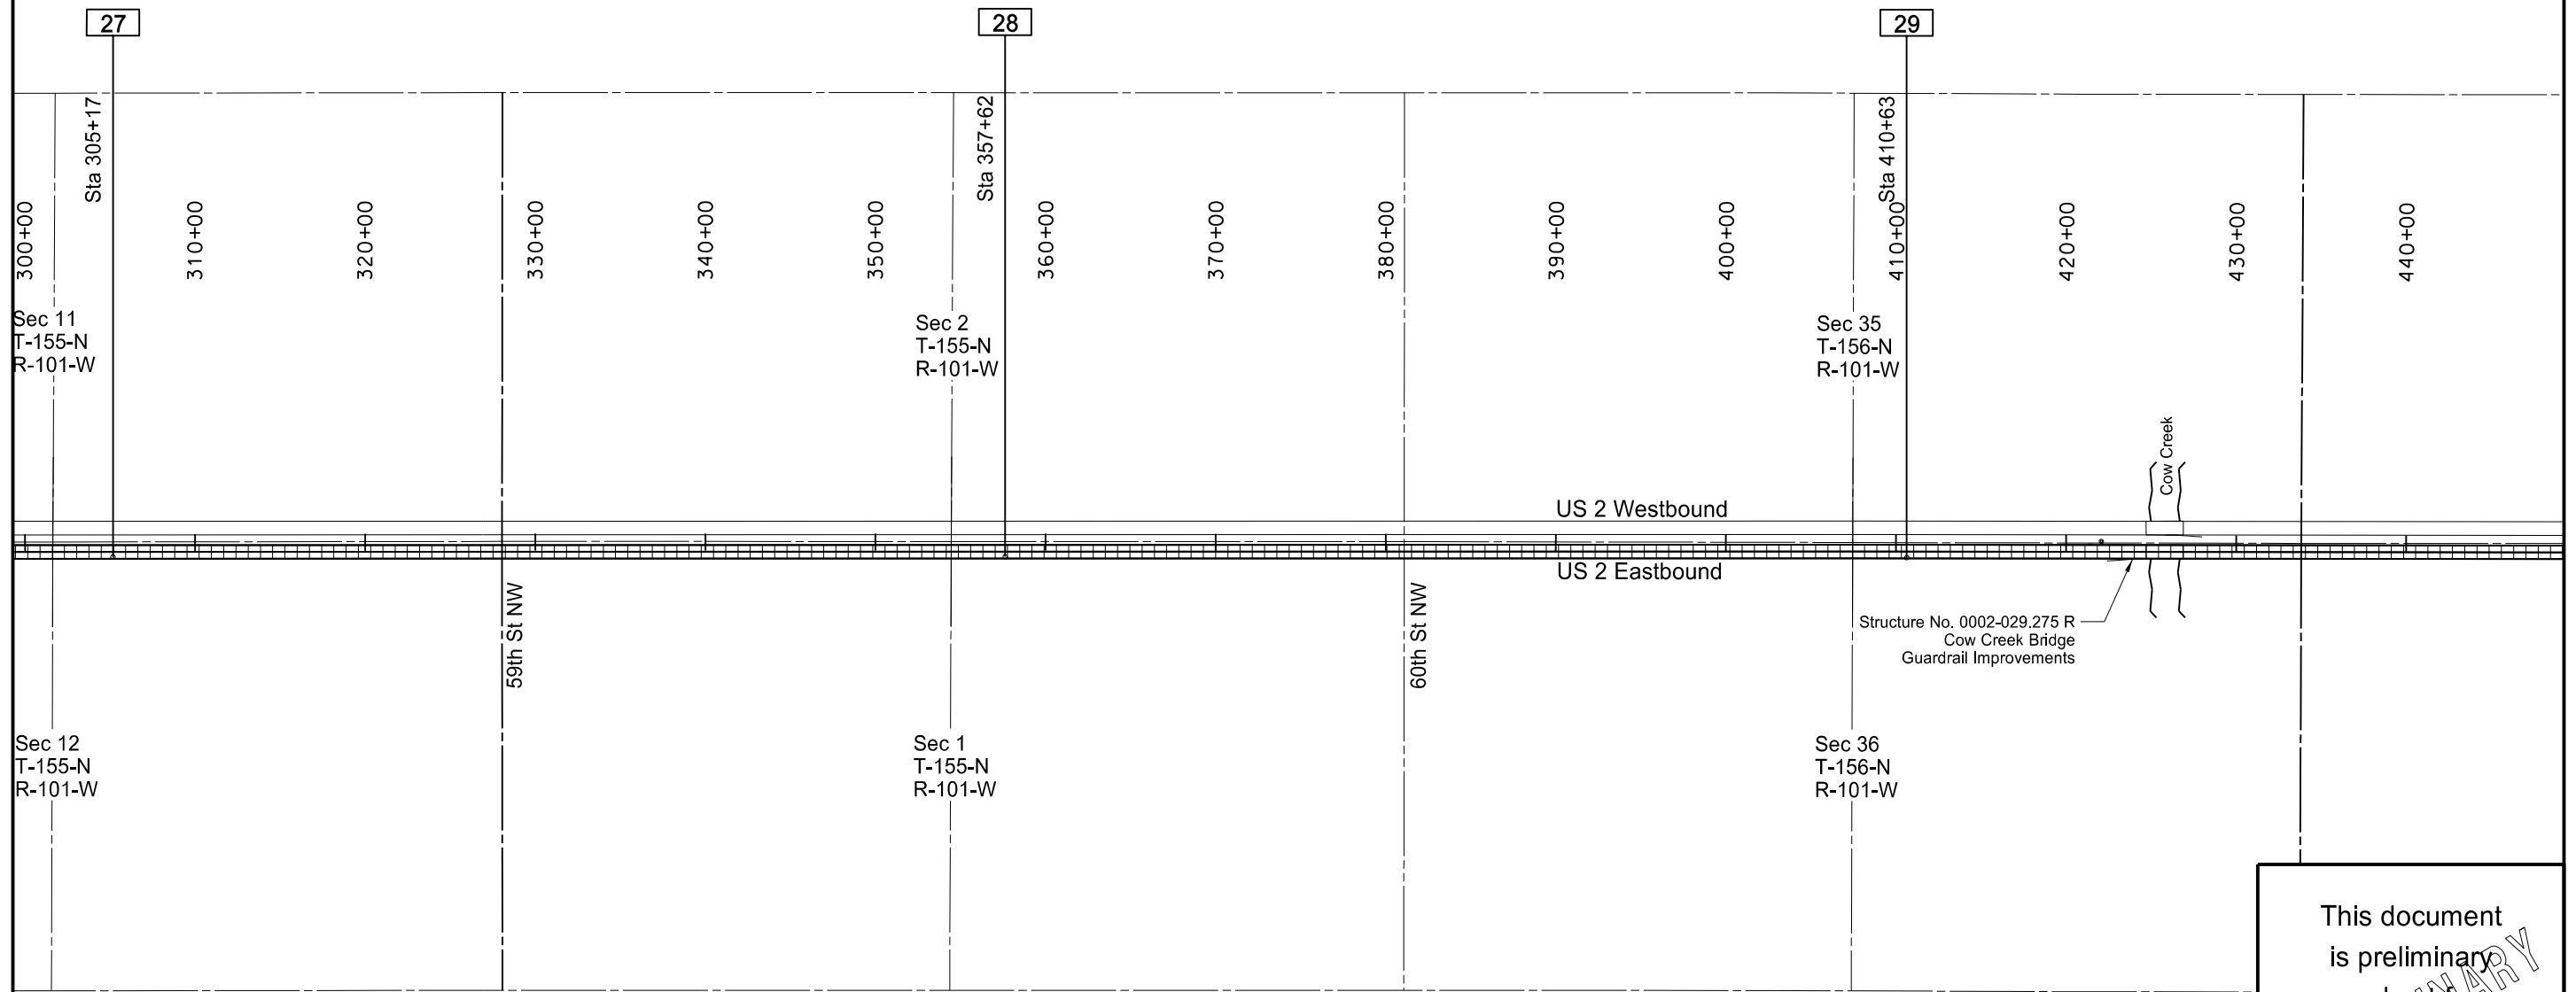 27
28
29
Sta 305+17
Sta 357+62
Sta 410+63
300+00
310+00
320+00
330+00
340+00
350+00
360+00
370+00
380+00
390+00
400+00
410+00
420+00
430+00
440+00
Sec 11
T-155-N
R-101-W
Sec 2
T-155-N
R-101-W
Sec 35
T-156-N
R-101-W
Cow Creek
US 2 Westbound
US 2 Eastbound
59th St NW
60th St NW
Structure No. 0002-029.275 R
Cow Creek Bridge
Guardrail Improvements
Sec 12
T-155-N
R-101-W
Sec 1
T-155-N
R-101-W
Sec 36
T-156-N
R-101-W
This document
is preliminary